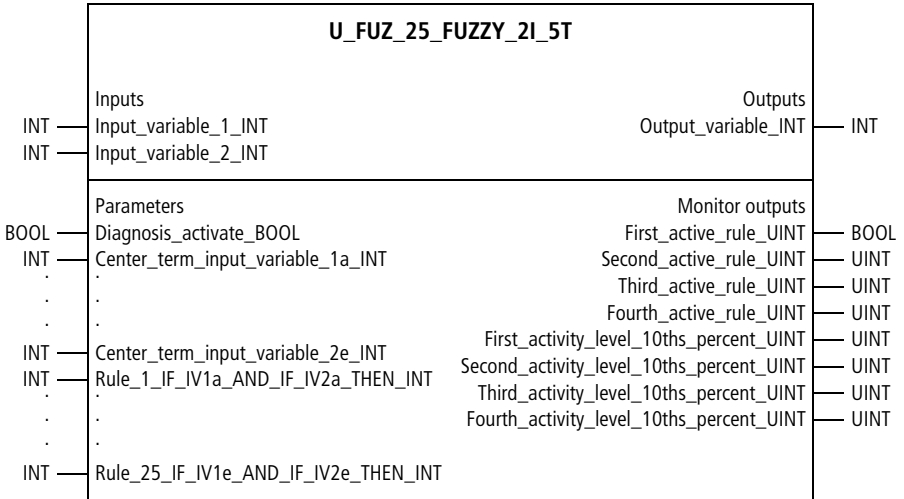 U_FUZ_25_FUZZY_2I_5T
Inputs Outputs
INT Input_variable_1_INT Output_variable_INT INT
INT Input_variable_2_INT
Parameters Monitor outputs
BOOL Diagnosis_activate_BOOL First_active_rule_UINT BOOL
INT Center_term_input_variable_1a_INT Second_active_rule_UINT UINT
. . Third_active_rule_UINT UINT
. . Fourth_active_rule_UINT UINT
First_activity_level_10ths_percent_UINT UINT
INT Center_term_input_variable_2e_INT Second_activity_level_10ths_percent_UINT UINT
INT Rule_1_IF_IV1a_AND_IF_IV2a_THEN_INT Third_activity_level_10ths_percent_UINT UINT
. . Fourth_activity_level_10ths_percent_UINT UINT
. .
INT Rule_25_IF_IV1e_AND_IF_IV2e_THEN_INT